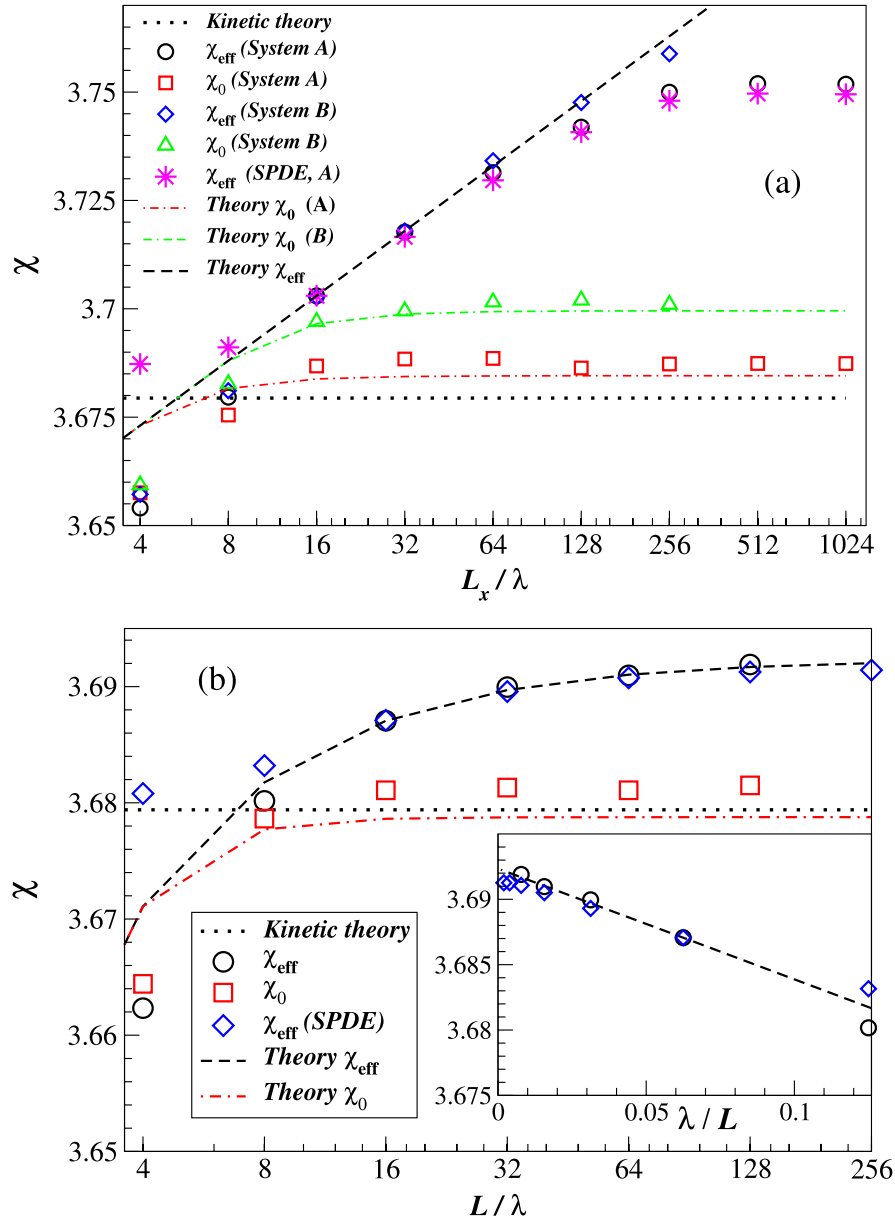 Kinetic theory
χeff (System A)
χ0 (System A)
χeff (System B)
χ0 (System B)
χeff (SPDE, A)
Theory χ0 (A)
Theory χ0 (B)
Theory χeff
(a)
3.75
3.725
3.7
3.675
3.65
χ
4 8 16 32 64 128 256 512 1024
Lx / λ
(b)
3.69
3.68
3.67
3.66
3.65
χ
Kinetic theory
χeff
χ0
χeff (SPDE)
Theory χeff
Theory χ0
3.69
3.685
3.68
3.675
0 0.05 0.1
λ / L
4 8 16 32 64 128 256
L / λ